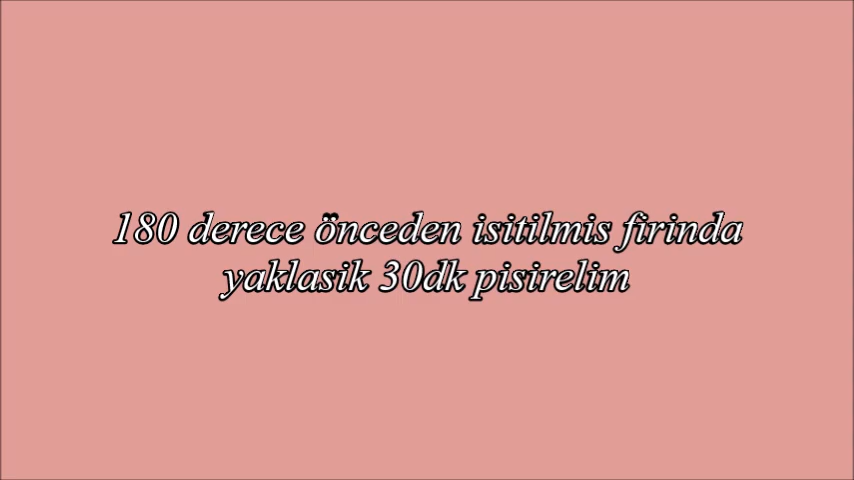 180 derece önceden isitilmis firinda
yaklasik 30dk pisirelim